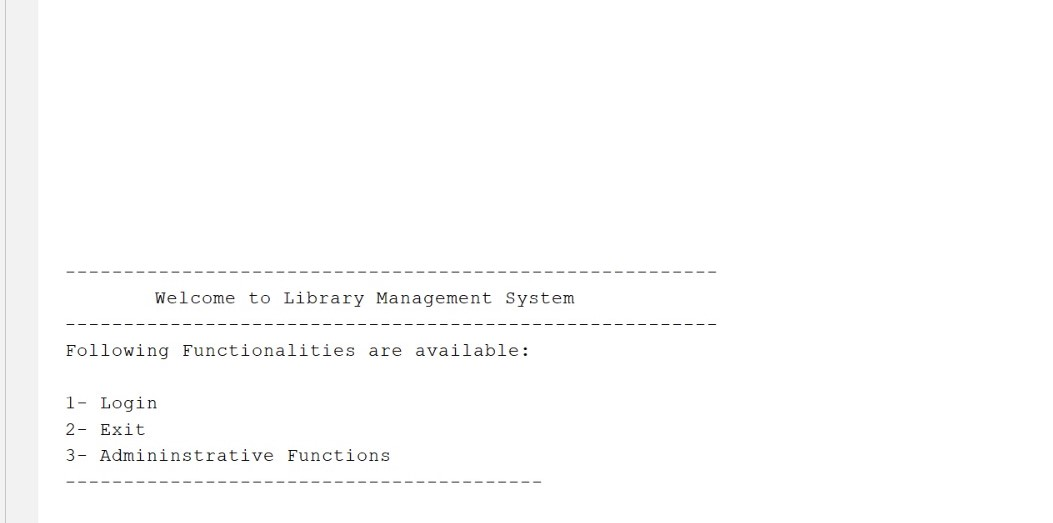 --------------------------------------------------------
Welcome to Library Management System
--------------------------------------------------------
Following Functionalities are available:
1- Login
2- Exit
3- Admininstrative Functions
-----------------------------------------